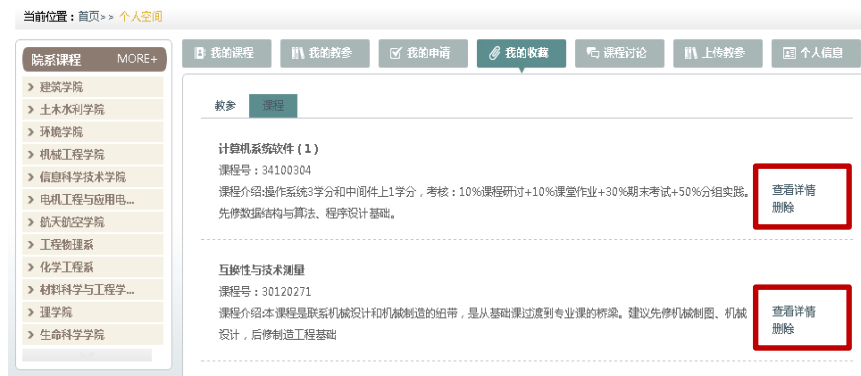 当前位置：首页>> 个人空间
院系课程 MORE+
建筑学院
土木水利学院
环境学院
机械工程学院
信息科学技术学院
电机工程与应用电...
航天航空学院
工程物理系
化学工程系
材料科学与工程学...
理学院
生命科学学院
我的课程 我的教参 我的申请 我的收藏 课程讨论 上传教参 个人信息
教参 课程
计算机系统软件（1）
课程号：34100304
课程介绍:操作系统3学分和中间件上1学分，考核：10%课程研讨+10%课堂作业+30%期末考试+50%分组实践。
先修数据结构与算法、程序设计基础。
查看详情
删除
互换性与技术测量
课程号：30120271
课程介绍:本课程是联系机械设计和机械制造的纽带，是从基础课过渡到专业课的桥梁。建议先修机械制图、机械
设计，后修制造工程基础
查看详情
删除